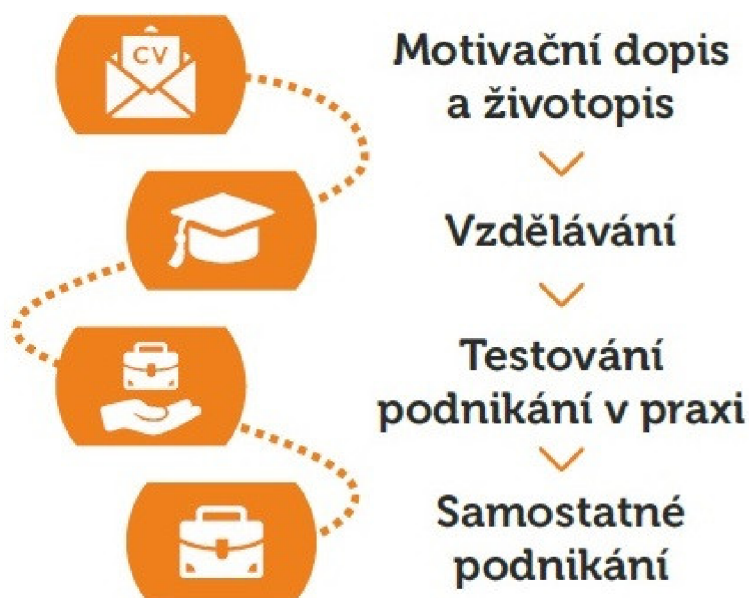 CV
Motivační dopis
a životopis
Vzdělávání
Testování
podnikání v praxi
Samostatné
podnikání